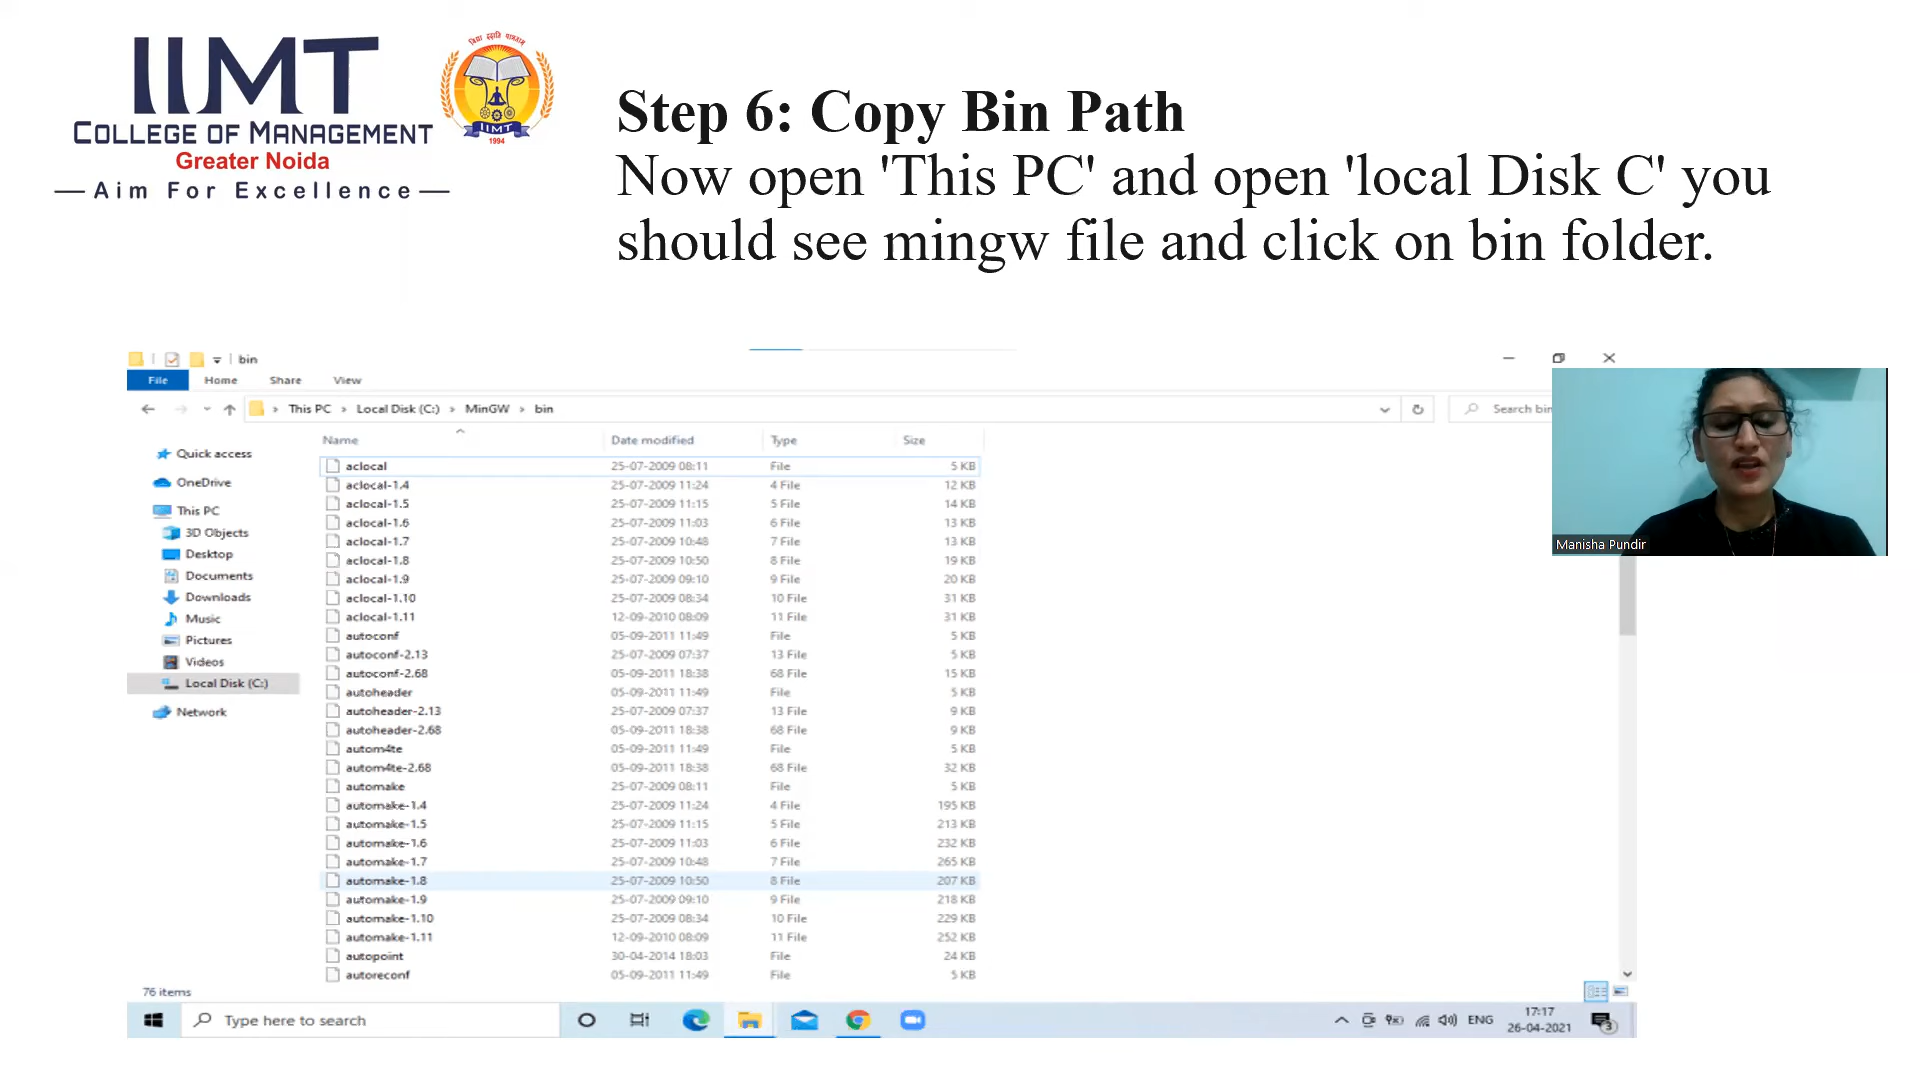 IIMT
COLLEGE OF MANAGEMENT
Greater Noida
Aim For Excellence
IIMT
1994
Step 6: Copy Bin Path
Now open 'This PC' and open 'local Disk C' you
should see mingw file and click on bin folder.
bin
File Home Share View
This PC > Local Disk (C:) > MinGW > bin
Search bin
Name Date modified Type Size
Quick access
OneDrive
This PC
3D Objects
Desktop
Documents
Downloads
Music
Pictures
Videos
Local Disk (C:)
Network
aclocal 25-07-2009 08:11 File 5 KB
aclocal-1.4 25-07-2009 11:24 4 File 12 KB
aclocal-1.5 25-07-2009 11:15 5 File 14 KB
aclocal-1.6 25-07-2009 11:03 6 File 13 KB
aclocal-1.7 25-07-2009 10:48 7 File 13 KB
aclocal-1.8 25-07-2009 10:50 8 File 19 KB
aclocal-1.9 25-07-2009 09:10 9 File 20 KB
aclocal-1.10 25-07-2009 08:34 10 File 31 KB
aclocal-1.11 12-09-2010 08:09 11 File 31 KB
autoconf 05-09-2011 11:49 File 5 KB
autoconf-2.13 25-07-2009 07:37 13 File 5 KB
autoconf-2.68 05-09-2011 18:38 68 File 15 KB
autoheader 05-09-2011 11:49 File 5 KB
autoheader-2.13 25-07-2009 07:37 13 File 9 KB
autoheader-2.68 05-09-2011 18:38 68 File 9 KB
autom4te 05-09-2011 11:49 File 5 KB
autom4te-2.68 05-09-2011 18:38 68 File 32 KB
automake 25-07-2009 08:11 File 5 KB
automake-1.4 25-07-2009 11:24 4 File 195 KB
automake-1.5 25-07-2009 11:15 5 File 213 KB
automake-1.6 25-07-2009 11:03 6 File 232 KB
automake-1.7 25-07-2009 10:48 7 File 265 KB
automake-1.8 25-07-2009 10:50 8 File 207 KB
automake-1.9 25-07-2009 09:10 9 File 218 KB
automake-1.10 25-07-2009 08:34 10 File 229 KB
automake-1.11 12-09-2010 08:09 11 File 252 KB
autopoint 30-04-2014 18:03 File 24 KB
autoreconf 05-09-2011 11:49 File 5 KB
Manisha Pundir
76 items
Type here to search
ENG
17:17
26-04-2021
3